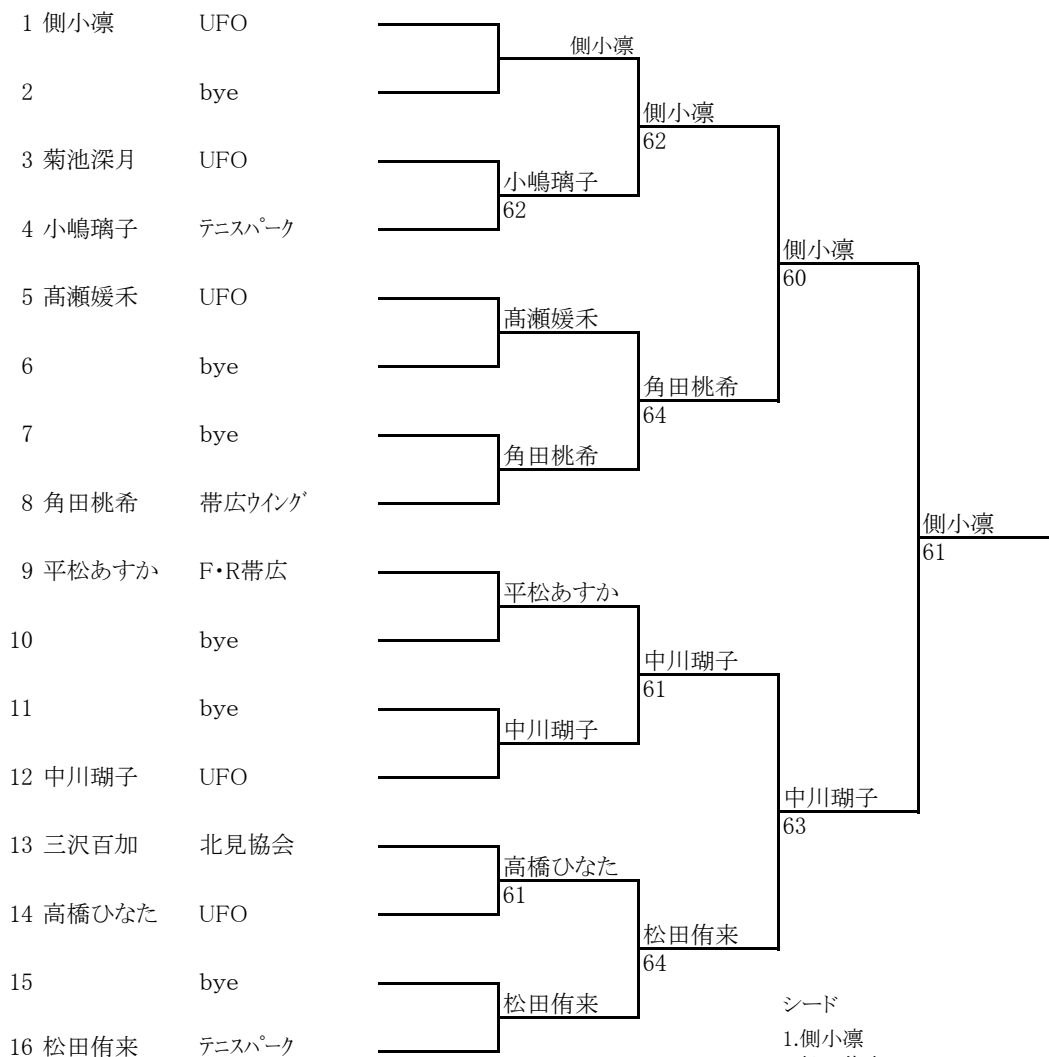 1 側小凛 UFO
側小凛
2 bye
側小凛
62
3 菊池深月 UFO
小嶋璃子
62
4 小嶋璃子 テニスパーク
側小凛
60
5 髙瀬媛禾 UFO
髙瀬媛禾
6 bye
角田桃希
64
7 bye
角田桃希
8 角田桃希 帯広ウイング
側小凛
61
9 平松あすか F・R帯広
平松あすか
10 bye
中川瑚子
61
11 bye
中川瑚子
12 中川瑚子 UFO
中川瑚子
63
13 三沢百加 北見協会
高橋ひなた
61
14 高橋ひなた UFO
松田侑来
64
15 bye
松田侑来
16 松田侑来 テニスパーク
シード
1.側小凛